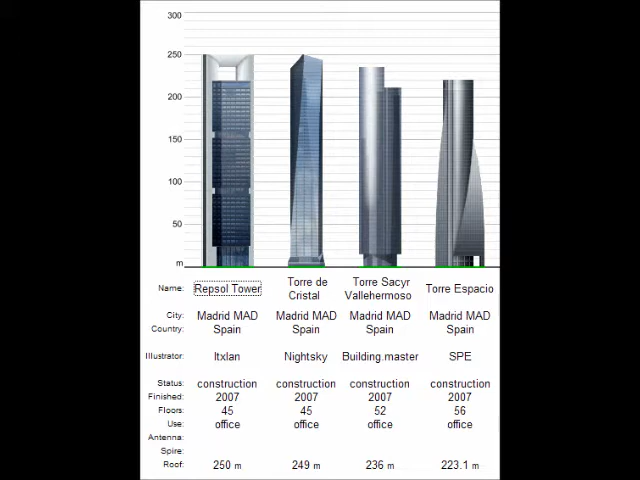 300
250
200
150
100
50
m
Name: Repsol Tower Torre de Cristal Torre Sacyr Vallehermoso Torre Espacio
City: Madrid MAD Madrid MAD Madrid MAD Madrid MAD
Country: Spain Spain Spain Spain
Illustrator: Itxlan Nightsky Building.master SPE
Status: construction construction construction construction
Finished: 2007 2007 2007 2007
Floors: 45 45 52 56
Use: office office office office
Antenna:
Spire:
Roof: 250 m 249 m 236 m 223.1 m